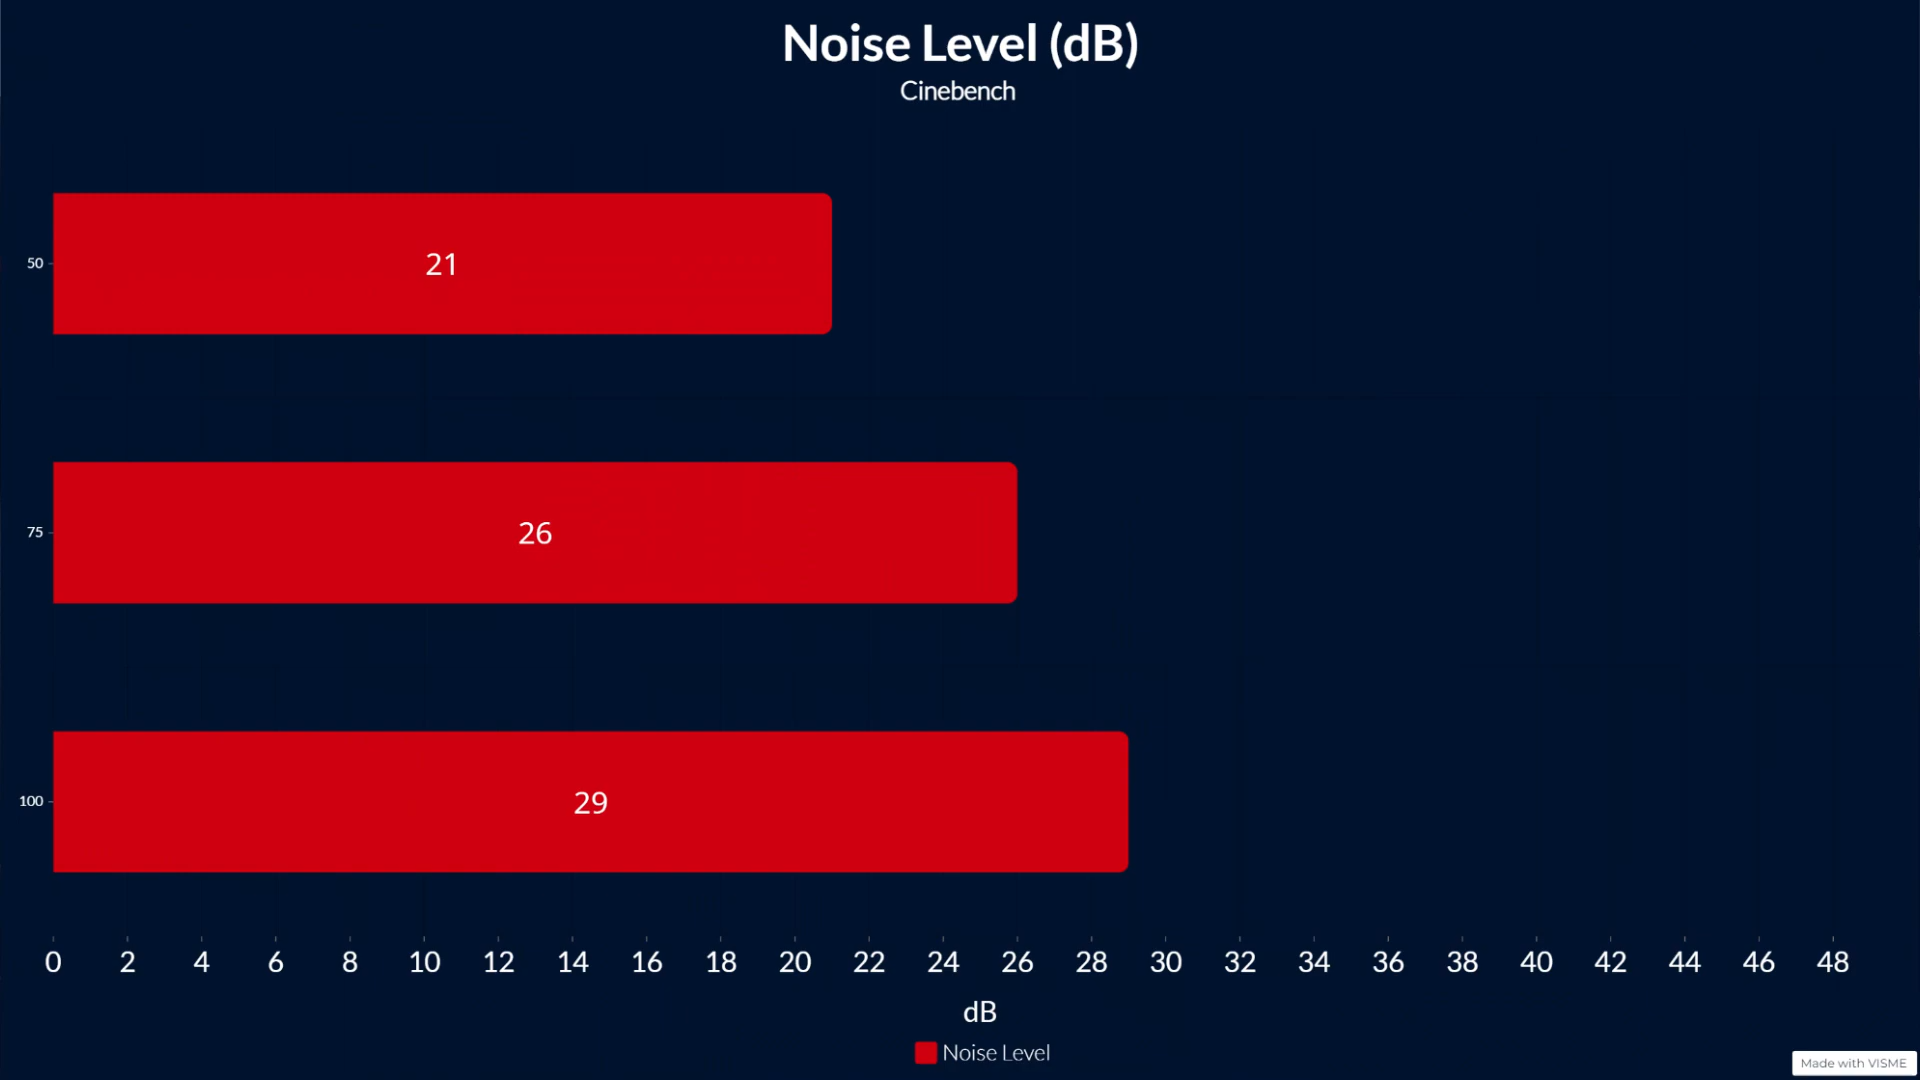 Noise Level (dB)
Cinebench
50
21
75
26
100
29
0 2 4 6 8 10 12 14 16 18 20 22 24 26 28 30 32 34 36 38 40 42 44 46 48
dB
Noise Level
Made with VISME